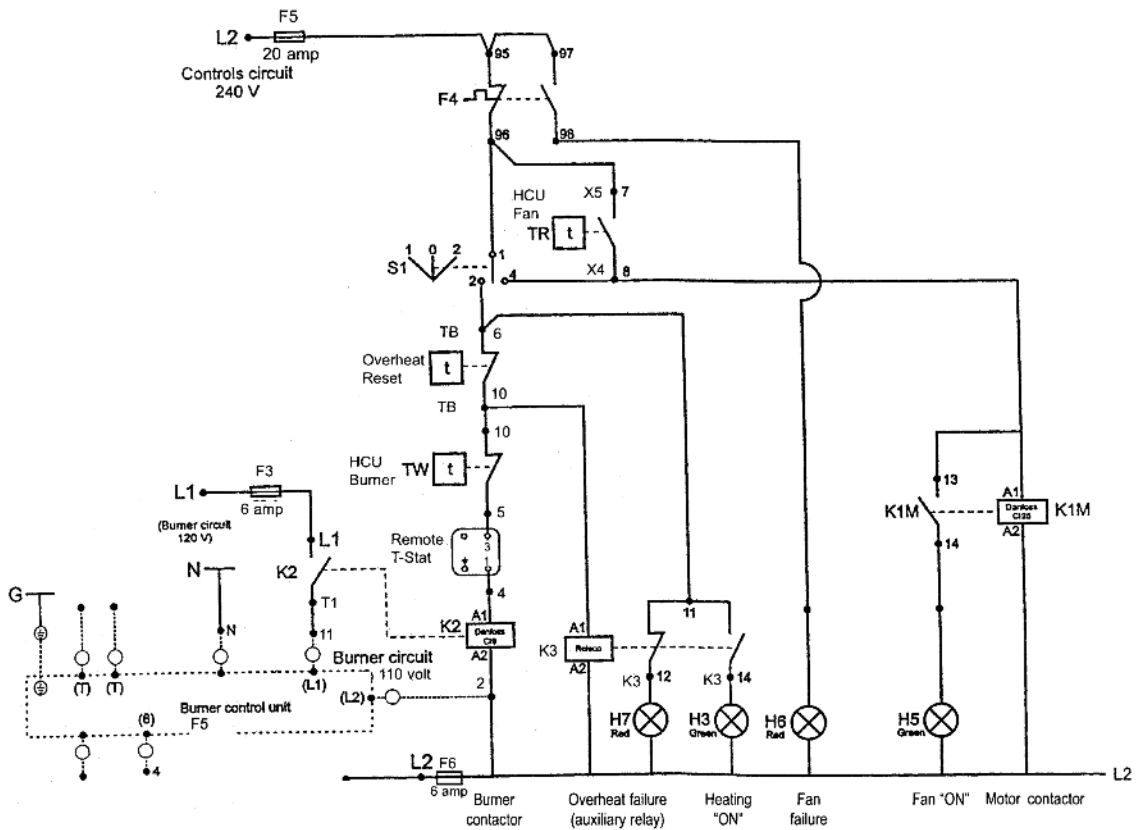 F5
L2
20 amp
Controls circuit
240 V
95
97
F4
96
98
HCU
Fan
X5
7
TR
t
X4
8
S1
1 0 2
1
2
4
TB
6
Overheat
Reset
t
TB
10
10
HCU
Burner
TW
t
5
Remote
T-Stat
3
1
4
F3
L1
6 amp
(Burner circuit
120 V)
L1
K2
T1
11
N
N
G
K2
A1
Danfoss
A2
2
Burner circuit
110 volt
(T)
(T)
(L1)
(L2)
Burner control unit
F5
(6)
4
K3
A1
Releco
A2
11
K3
12
K3
14
H7
Red
H3
Green
H6
Red
H5
Green
13
K1M
14
A1
Danfoss
A2
K1M
L2
F6
6 amp
L2
Burner
contactor
Overheat failure
(auxiliary relay)
Heating
"ON"
Fan
failure
Fan "ON"
Motor contactor